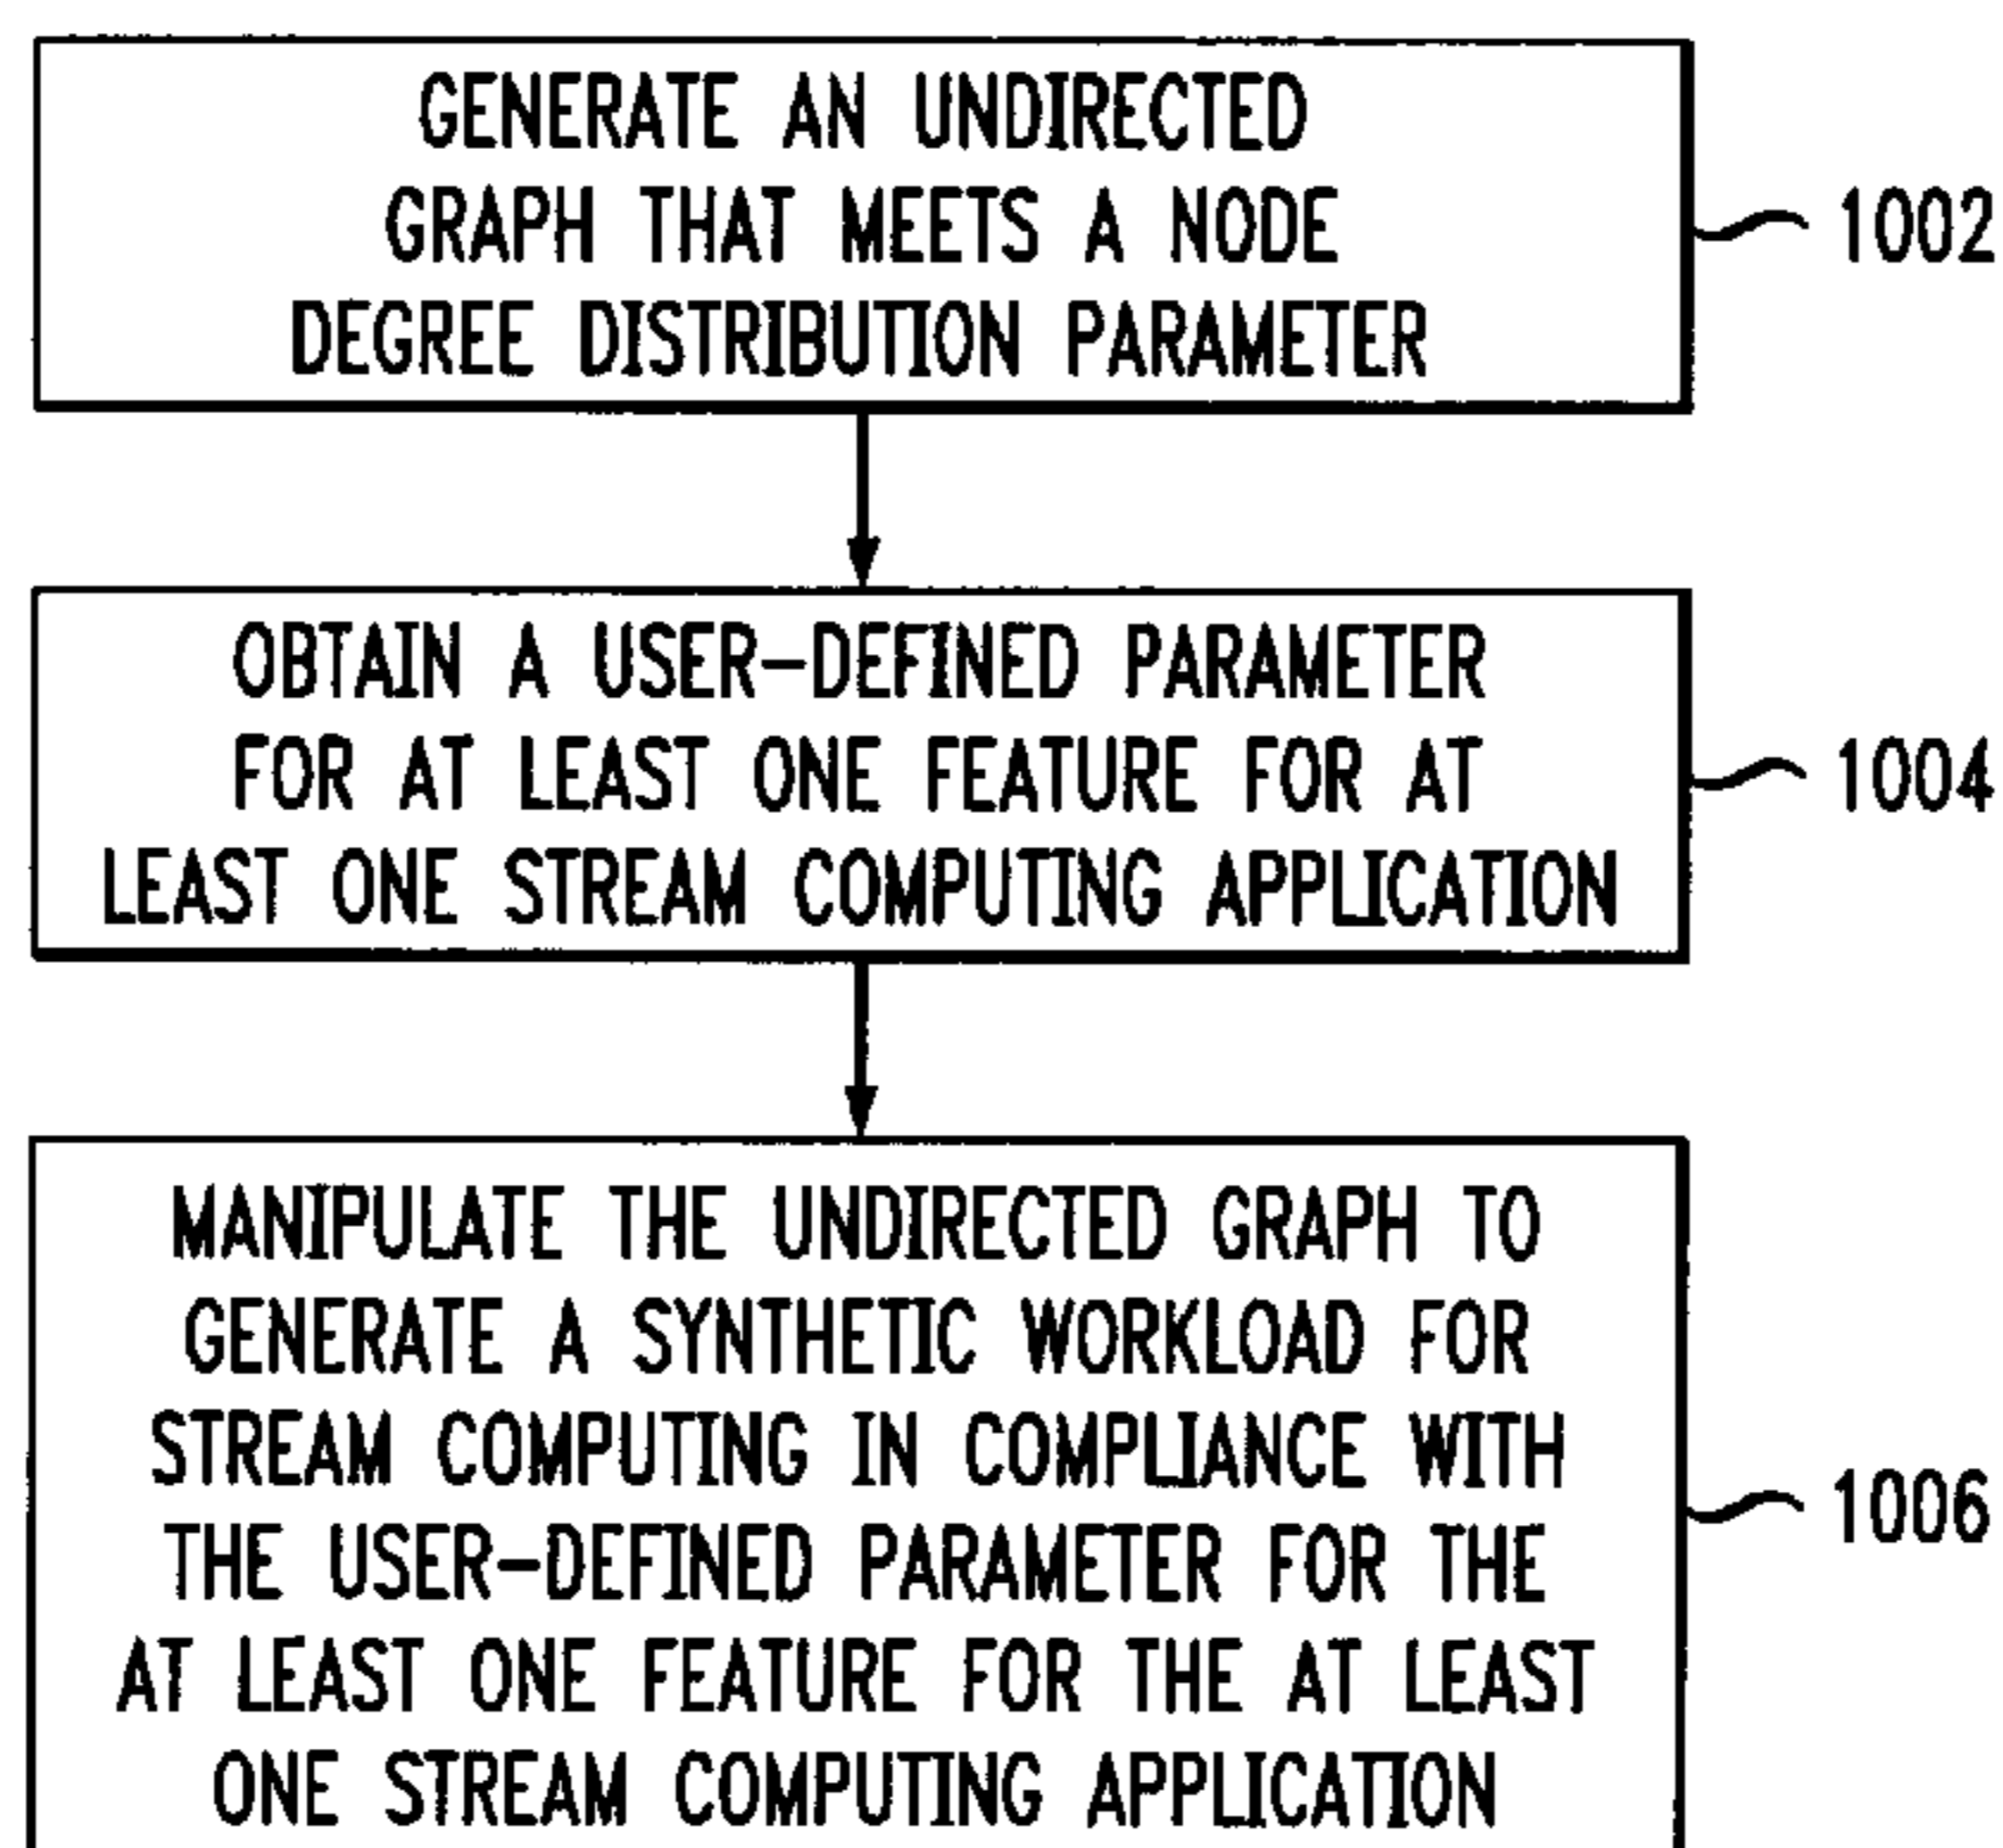 GENERATE AN UNDIRECTED
GRAPH THAT MEETS A NODE
DEGREE DISTRIBUTION PARAMETER
1002
OBTAIN A USER-DEFINED PARAMETER
FOR AT LEAST ONE FEATURE FOR AT
LEAST ONE STREAM COMPUTING APPLICATION
1004
MANIPULATE THE UNDIRECTED GRAPH TO
GENERATE A SYNTHETIC WORKLOAD FOR
STREAM COMPUTING IN COMPLIANCE WITH
THE USER-DEFINED PARAMETER FOR THE
AT LEAST ONE FEATURE FOR THE AT LEAST
ONE STREAM COMPUTING APPLICATION
1006